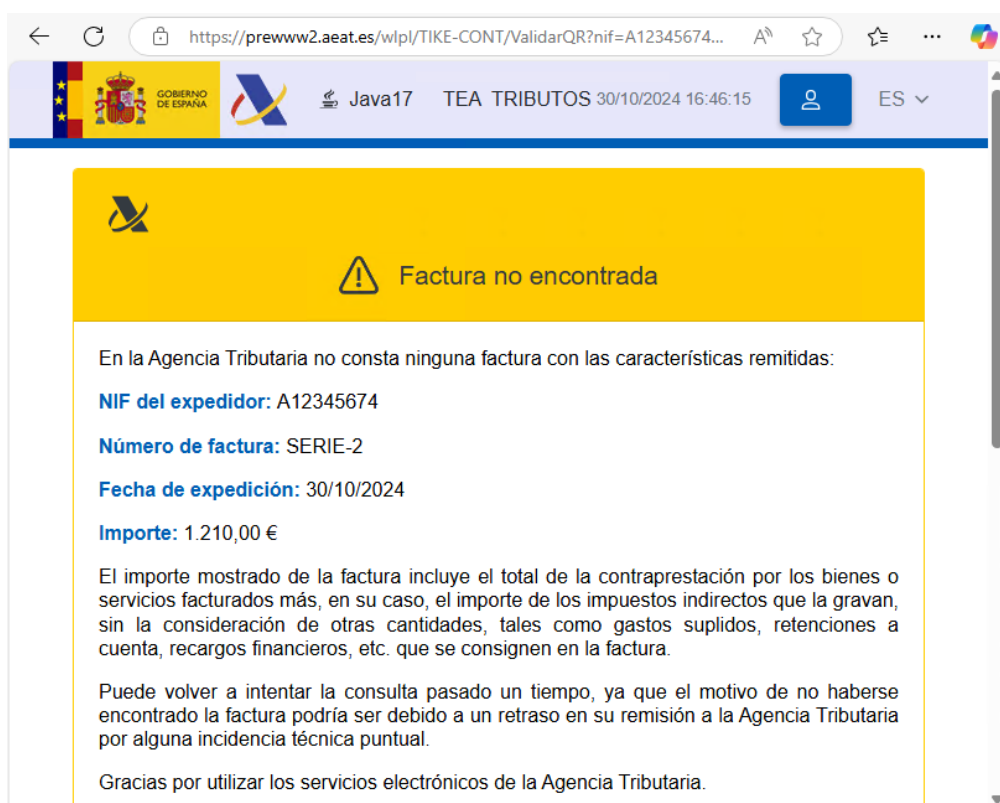 https://prewww2.aeat.es/wlpl/TIKE-CONT/ValidarQR?nif=A12345674...
GOBIERNO
DE ESPAÑA
Java17 TEA TRIBUTOS 30/10/2024 16:46:15
ES
Factura no encontrada
En la Agencia Tributaria no consta ninguna factura con las características remitidas:
NIF del expedidor: A12345674
Número de factura: SERIE-2
Fecha de expedición: 30/10/2024
Importe: 1.210,00 €
El importe mostrado de la factura incluye el total de la contraprestación por los bienes o
servicios facturados más, en su caso, el importe de los impuestos indirectos que la gravan,
sin la consideración de otras cantidades, tales como gastos suplidos, retenciones a
cuenta, recargos financieros, etc. que se consignen en la factura.
Puede volver a intentar la consulta pasado un tiempo, ya que el motivo de no haberse
encontrado la factura podría ser debido a un retraso en su remisión a la Agencia Tributaria
por alguna incidencia técnica puntual.
Gracias por utilizar los servicios electrónicos de la Agencia Tributaria.